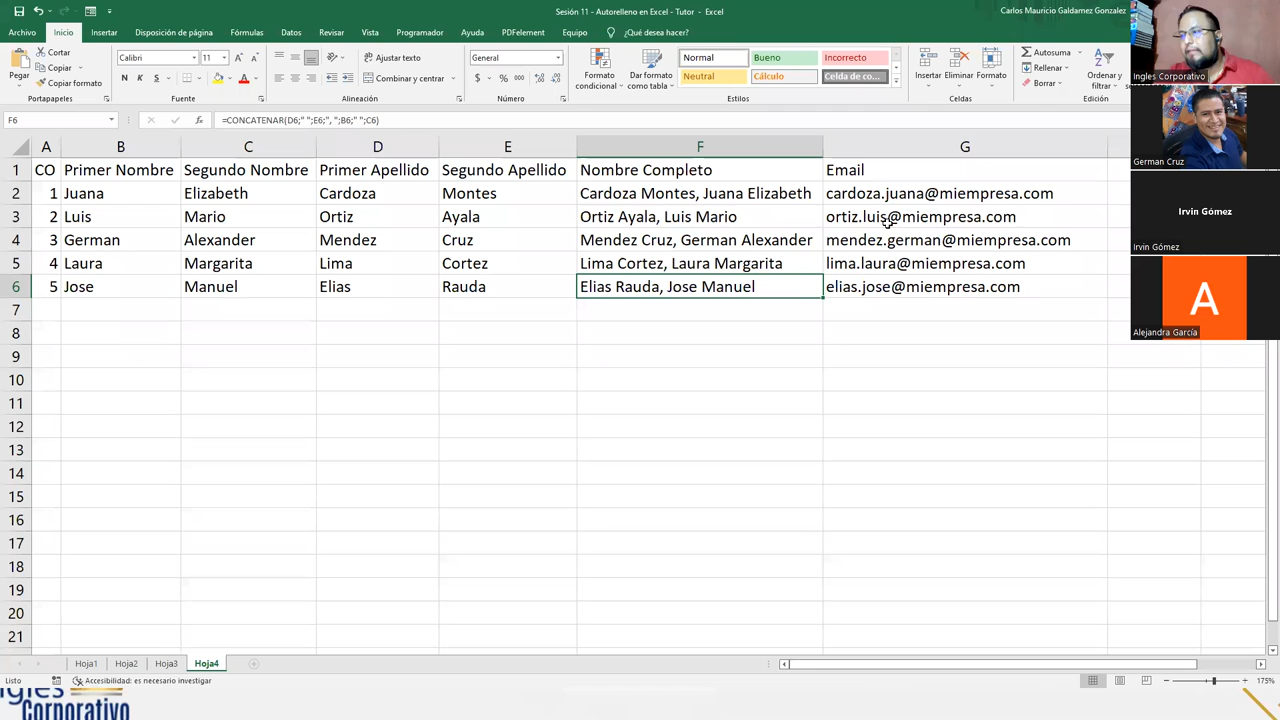 Sesión 11 - Autorelleno en Excel - Tutor - Excel
Carlos Mauricio Galdamez Gonzalez
Archivo Inicio Insertar Disposición de página Fórmulas Datos Revisar Vista Programador Ayuda PDFelement Equipo ¿Qué desea hacer?
Pegar
Cortar
Copiar
Copiar formato
Portapapeles
Calibri 11
N K S
Fuente
Ajustar texto
Combinar y centrar
Alineación
General
$ % 000
Número
Formato condicional
Dar formato como tabla
Normal Bueno Incorrecto
Neutral Cálculo Celda de co...
Estilos
Insertar Eliminar Formato
Celdas
Autosuma
Rellenar
Borrar
Ordenar y filtrar
Edición
F6 fx =CONCATENAR(D6;" ";E6;", ";B6;" ";C6)
A B C D E F G
1 CO Primer Nombre Segundo Nombre Primer Apellido Segundo Apellido Nombre Completo Email
2 1 Juana Elizabeth Cardoza Montes Cardoza Montes, Juana Elizabeth cardoza.juana@miempresa.com
3 2 Luis Mario Ortiz Ayala Ortiz Ayala, Luis Mario ortiz.luis@miempresa.com
4 3 German Alexander Mendez Cruz Mendez Cruz, German Alexander mendez.german@miempresa.com
5 4 Laura Margarita Lima Cortez Lima Cortez, Laura Margarita lima.laura@miempresa.com
6 5 Jose Manuel Elias Rauda Elias Rauda, Jose Manuel elias.jose@miempresa.com
7
8
9
10
11
12
13
14
15
16
17
18
19
20
21
Hoja1 Hoja2 Hoja3 Hoja4
Listo Accesibilidad: es necesario investigar 175%
Ingles
Corporativo
Ingles Corporativo
German Cruz
Irvin Gómez
Irvin Gómez
A
Alejandra García